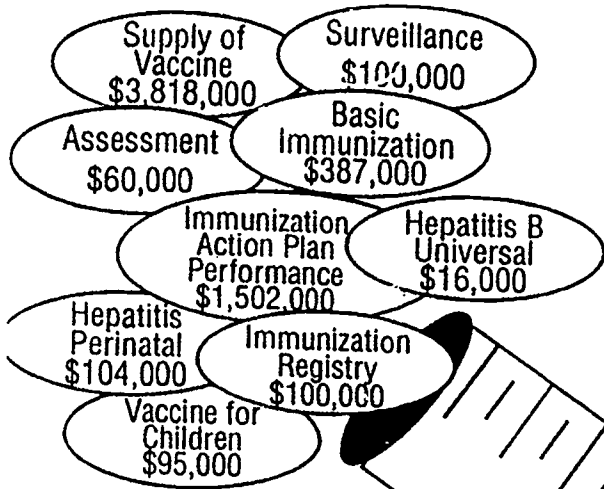 Supply of
Vaccine
$3,818,000
Surveillance
$100,000
Assessment
$60,000
Basic
Immunization
$387,000
Immunization
Action Plan
Performance
$1,502,000
Hepatitis B
Universal
$16,000
Hepatitis
Perinatal
$104,000
Immunization
Registry
$100,000
Vaccine for
Children
$95,000